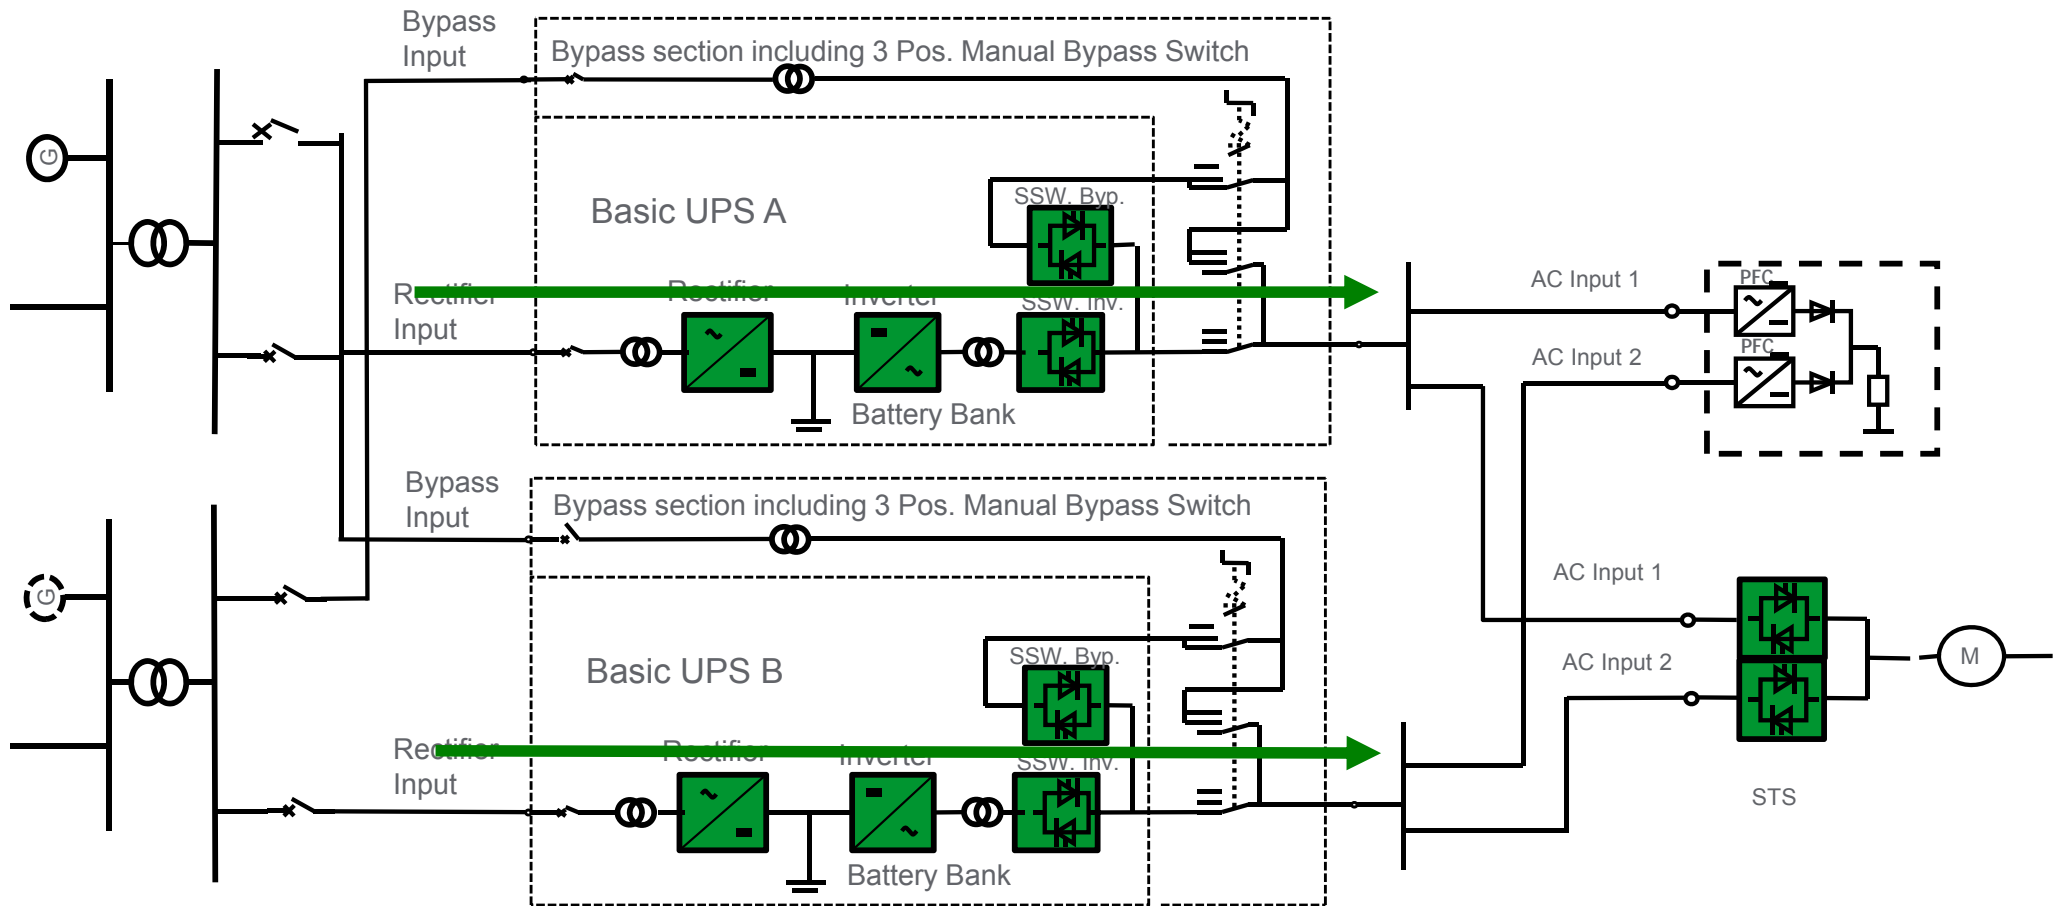 Bypass
Input
Bypass section including 3 Pos. Manual Bypass Switch
G
Basic UPS A
SSW. Byp.
Rectifier
Input
Rectifier
Inverter
SSW. Inv.
Battery Bank
AC Input 1
PFC
AC Input 2
PFC
Bypass
Input
Bypass section including 3 Pos. Manual Bypass Switch
G
Basic UPS B
SSW. Byp.
Rectifier
Input
Rectifier
Inverter
SSW. Inv.
Battery Bank
AC Input 1
AC Input 2
M
STS